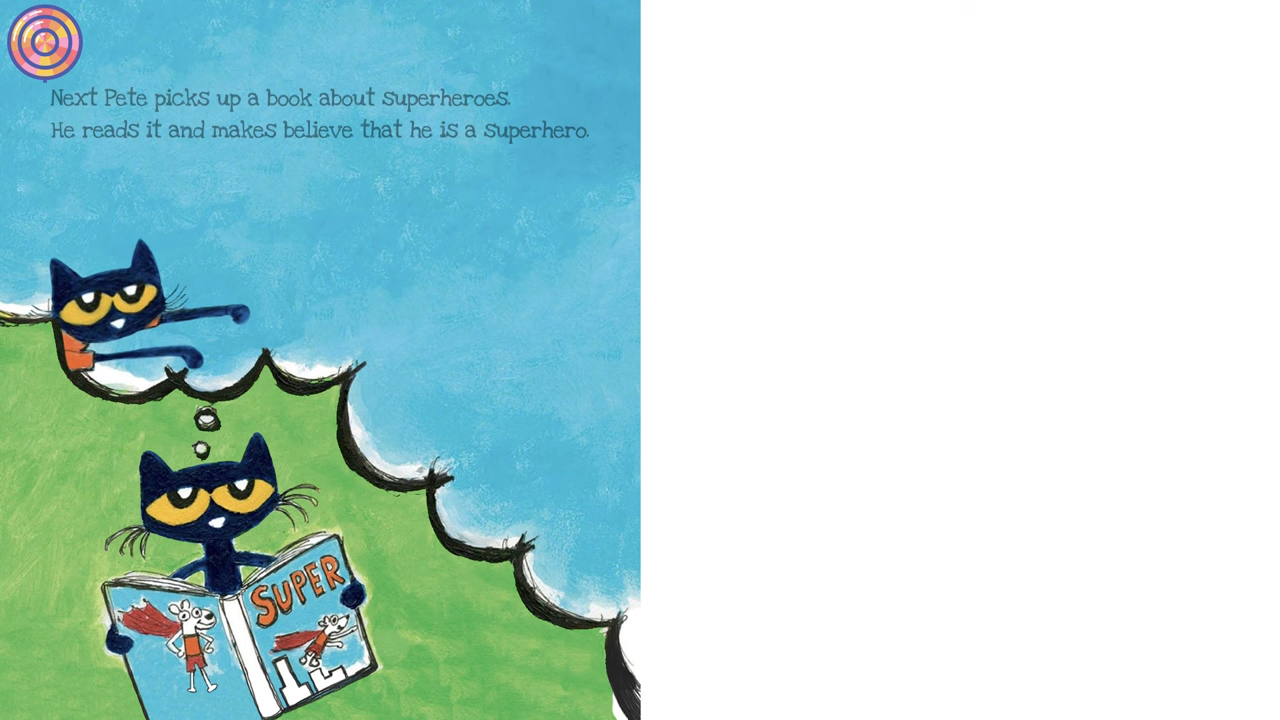 Next Pete picks up a book about superheroes.
He reads it and makes believe that he is a superhero.
SUPER